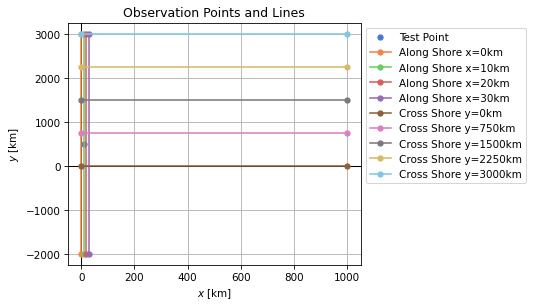 Observation Points and Lines
3000
2000
1000
0
−1000
−2000
y [km]
0
200
400
600
800
1000
x [km]
Test Point
Along Shore x=0km
Along Shore x=10km
Along Shore x=20km
Along Shore x=30km
Cross Shore y=0km
Cross Shore y=750km
Cross Shore y=1500km
Cross Shore y=2250km
Cross Shore y=3000km